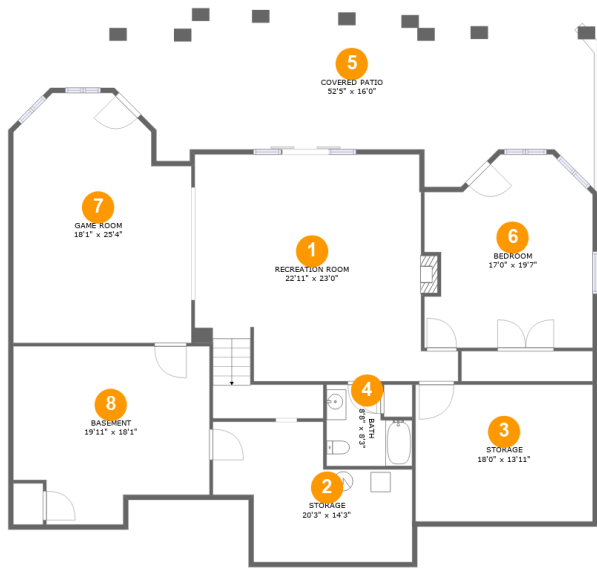 5
COVERED PATIO
52'5" x 16'0"
7
GAME ROOM
18'1" x 25'4"
1
RECREATION ROOM
22'11" x 23'0"
6
BEDROOM
17'0" x 19'7"
4
BATH
8'8" x 8'3"
8
BASEMENT
19'11" x 18'1"
3
STORAGE
18'0" x 13'11"
2
STORAGE
20'3" x 14'3"